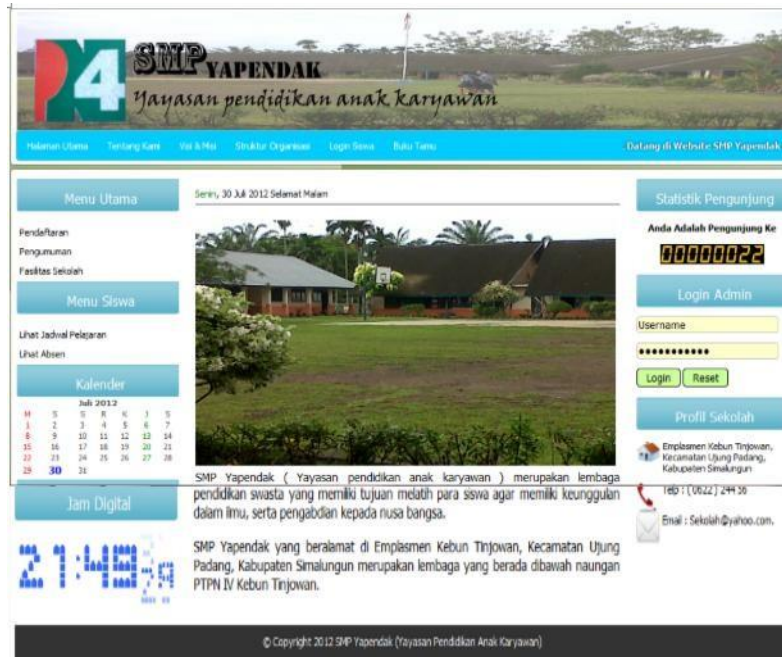 P4
SMP YAPENDAK
Yayasan pendidikan anak karyawan
Halaman Utama Tentang Kami Visi & Misi Struktur Organisasi Login Siswa Buku Tamu
Datang di Website SMP Yapendak
Menu Utama
Pendaftaran
Pengumuman
Fasilitas Sekolah
Menu Siswa
Lihat Jadwal Pelajaran
Lihat Absen
Kalender
Juli 2012
M S S R K J S
1 2 3 4 5 6 7
8 9 10 11 12 13 14
15 16 17 18 19 20 21
22 23 24 25 26 27 28
29 30 31
Jam Digital
21:48
Senin, 30 Juli 2012 Selamat Malam
SMP Yapendak ( Yayasan pendidikan anak karyawan ) merupakan lembaga
pendidikan swasta yang memiliki tujuan melatih para siswa agar memiliki keunggulan
dalam ilmu, serta pengabdian kepada nusa bangsa.
SMP Yapendak yang beralamat di Emplasmen Kebun Tinjowan, Kecamatan Ujung
Padang, Kabupaten Simalungun merupakan lembaga yang berada dibawah naungan
PTPN IV Kebun Tinjowan.
Statistik Pengunjung
Anda Adalah Pengunjung Ke
00000022
Login Admin
Username
Login Reset
Profil Sekolah
Emplasmen Kebun Tinjowan,
Kecamatan Ujung Padang,
Kabupaten Simalungun
Telp : ( 0622 ) 244 56
Email : Sekolah@yahoo.com.
© Copyright 2012 SMP Yapendak (Yayasan Pendidikan Anak Karyawan)